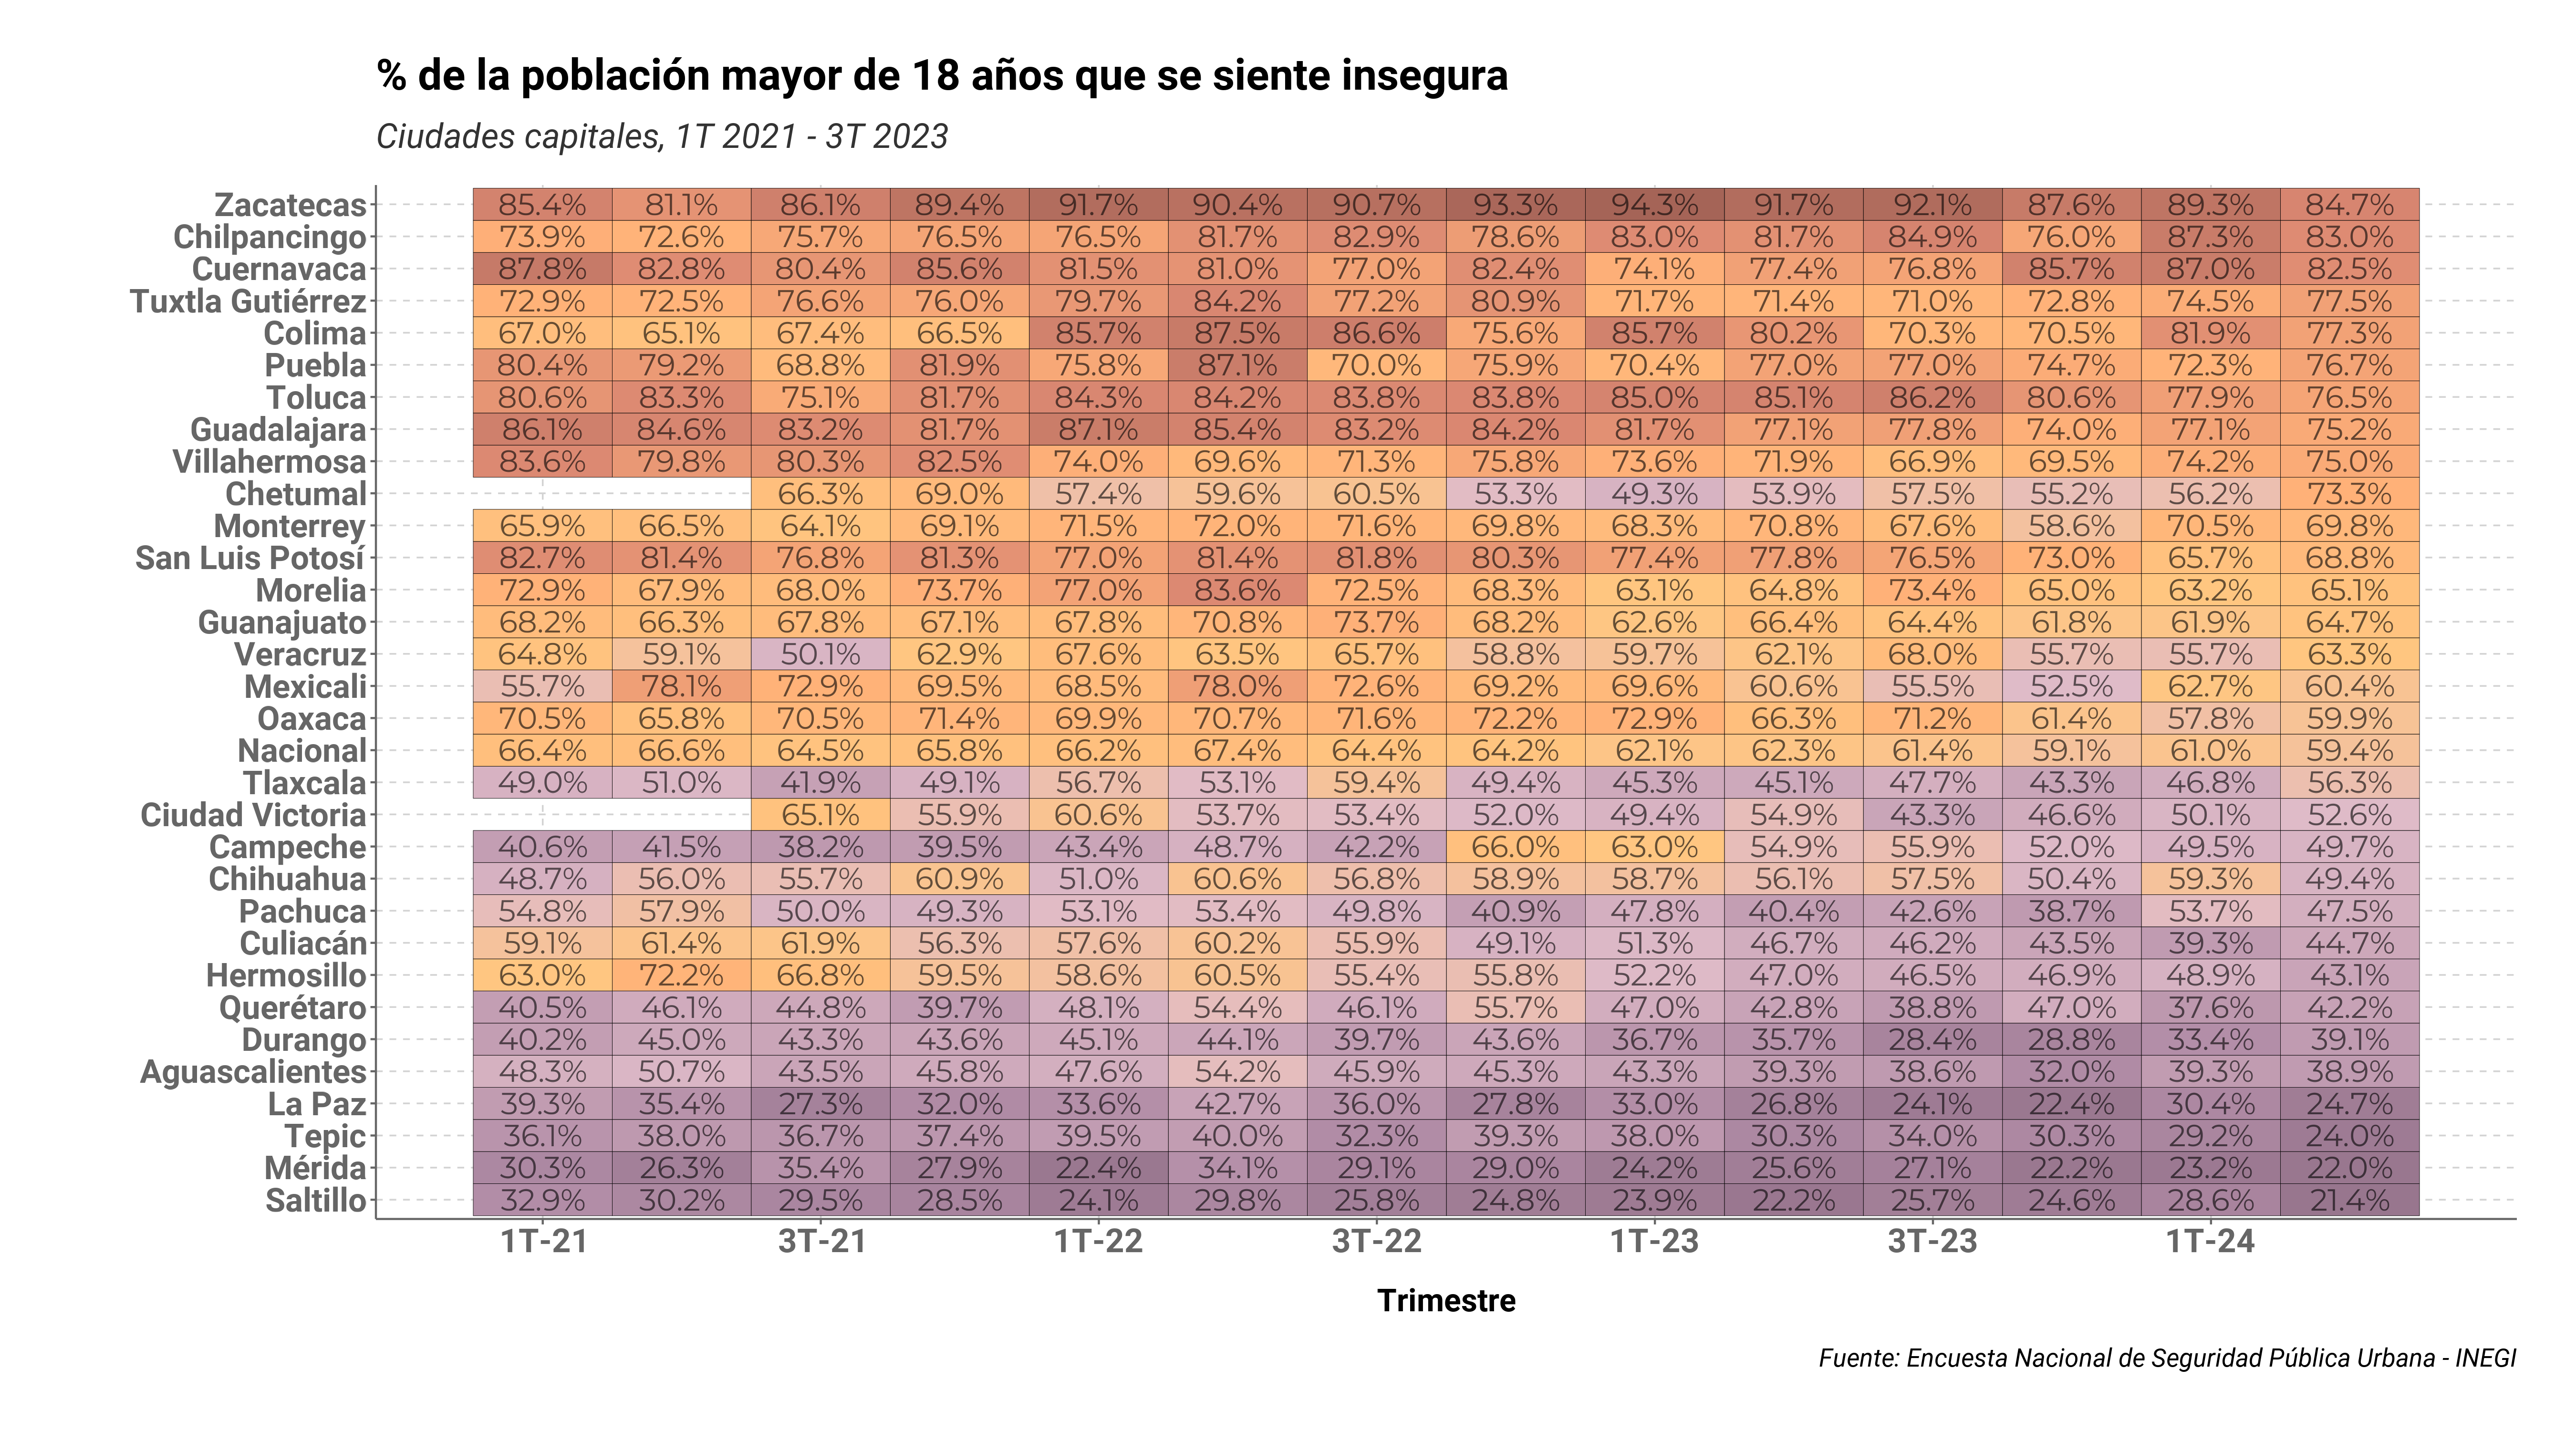 % de la población mayor de 18 años que se siente insegura
Ciudades capitales, 1T 2021 - 3T 2023
Zacatecas 85.4% 81.1% 86.1% 89.4% 91.7% 90.4% 90.7% 93.3% 94.3% 91.7% 92.1% 87.6% 89.3% 84.7%
Chilpancingo 73.9% 72.6% 75.7% 76.5% 76.5% 81.7% 82.9% 78.6% 83.0% 81.7% 84.9% 76.0% 87.3% 83.0%
Cuernavaca 87.8% 82.8% 80.4% 85.6% 81.5% 81.0% 77.0% 82.4% 74.1% 77.4% 76.8% 85.7% 87.0% 82.5%
Tuxtla Gutiérrez 72.9% 72.5% 76.6% 76.0% 79.7% 84.2% 77.2% 80.9% 71.7% 71.4% 71.0% 72.8% 74.5% 77.5%
Colima 67.0% 65.1% 67.4% 66.5% 85.7% 87.5% 86.6% 75.6% 85.7% 80.2% 70.3% 70.5% 81.9% 77.3%
Puebla 80.4% 79.2% 68.8% 81.9% 75.8% 87.1% 70.0% 75.9% 70.4% 77.0% 77.0% 74.7% 72.3% 76.7%
Toluca 80.6% 83.3% 75.1% 81.7% 84.3% 84.2% 83.8% 83.8% 85.0% 85.1% 86.2% 80.6% 77.9% 76.5%
Guadalajara 86.1% 84.6% 83.2% 81.7% 87.1% 85.4% 83.2% 84.2% 81.7% 77.1% 77.8% 74.0% 77.1% 75.2%
Villahermosa 83.6% 79.8% 80.3% 82.5% 74.0% 69.6% 71.3% 75.8% 73.6% 71.9% 66.9% 69.5% 74.2% 75.0%
Chetumal 66.3% 69.0% 57.4% 59.6% 60.5% 53.3% 49.3% 53.9% 57.5% 55.2% 56.2% 73.3%
Monterrey 65.9% 66.5% 64.1% 69.1% 71.5% 72.0% 71.6% 69.8% 68.3% 70.8% 67.6% 58.6% 70.5% 69.8%
San Luis Potosí 82.7% 81.4% 76.8% 81.3% 77.0% 81.4% 81.8% 80.3% 77.4% 77.8% 76.5% 73.0% 65.7% 68.8%
Morelia 72.9% 67.9% 68.0% 73.7% 77.0% 83.6% 72.5% 68.3% 63.1% 64.8% 73.4% 65.0% 63.2% 65.1%
Guanajuato 68.2% 66.3% 67.8% 67.1% 67.8% 70.8% 73.7% 68.2% 62.6% 66.4% 64.4% 61.8% 61.9% 64.7%
Veracruz 64.8% 59.1% 50.1% 62.9% 67.6% 63.5% 65.7% 58.8% 59.7% 62.1% 68.0% 55.7% 55.7% 63.3%
Mexicali 55.7% 78.1% 72.9% 69.5% 68.5% 78.0% 72.6% 69.2% 69.6% 60.6% 55.5% 52.5% 62.7% 60.4%
Oaxaca 70.5% 65.8% 70.5% 71.4% 69.9% 70.7% 71.6% 72.2% 72.9% 66.3% 71.2% 61.4% 57.8% 59.9%
Nacional 66.4% 66.6% 64.5% 65.8% 66.2% 67.4% 64.4% 64.2% 62.1% 62.3% 61.4% 59.1% 61.0% 59.4%
Tlaxcala 49.0% 51.0% 41.9% 49.1% 56.7% 53.1% 59.4% 49.4% 45.3% 45.1% 47.7% 43.3% 46.8% 56.3%
Ciudad Victoria 65.1% 55.9% 60.6% 53.7% 53.4% 52.0% 49.4% 54.9% 43.3% 46.6% 50.1% 52.6%
Campeche 40.6% 41.5% 38.2% 39.5% 43.4% 48.7% 42.2% 66.0% 63.0% 54.9% 55.9% 52.0% 49.5% 49.7%
Chihuahua 48.7% 56.0% 55.7% 60.9% 51.0% 60.6% 56.8% 58.9% 58.7% 56.1% 57.5% 50.4% 59.3% 49.4%
Pachuca 54.8% 57.9% 50.0% 49.3% 53.1% 53.4% 49.8% 40.9% 47.8% 40.4% 42.6% 38.7% 53.7% 47.5%
Culiacán 59.1% 61.4% 61.9% 56.3% 57.6% 60.2% 55.9% 49.1% 51.3% 46.7% 46.2% 43.5% 39.3% 44.7%
Hermosillo 63.0% 72.2% 66.8% 59.5% 58.6% 60.5% 55.4% 55.8% 52.2% 47.0% 46.5% 46.9% 48.9% 43.1%
Querétaro 40.5% 46.1% 44.8% 39.7% 48.1% 54.4% 46.1% 55.7% 47.0% 42.8% 38.8% 47.0% 37.6% 42.2%
Durango 40.2% 45.0% 43.3% 43.6% 45.1% 44.1% 39.7% 43.6% 36.7% 35.7% 28.4% 28.8% 33.4% 39.1%
Aguascalientes 48.3% 50.7% 43.5% 45.8% 47.6% 54.2% 45.9% 45.3% 43.3% 39.3% 38.6% 32.0% 39.3% 38.9%
La Paz 39.3% 35.4% 27.3% 32.0% 33.6% 42.7% 36.0% 27.8% 33.0% 26.8% 24.1% 22.4% 30.4% 24.7%
Tepic 36.1% 38.0% 36.7% 37.4% 39.5% 40.0% 32.3% 39.3% 38.0% 30.3% 34.0% 30.3% 29.2% 24.0%
Mérida 30.3% 26.3% 35.4% 27.9% 22.4% 34.1% 29.1% 29.0% 24.2% 25.6% 27.1% 22.2% 23.2% 22.0%
Saltillo 32.9% 30.2% 29.5% 28.5% 24.1% 29.8% 25.8% 24.8% 23.9% 22.2% 25.7% 24.6% 28.6% 21.4%
1T-21 3T-21 1T-22 3T-22 1T-23 3T-23 1T-24
Trimestre
Fuente: Encuesta Nacional de Seguridad Pública Urbana - INEGI